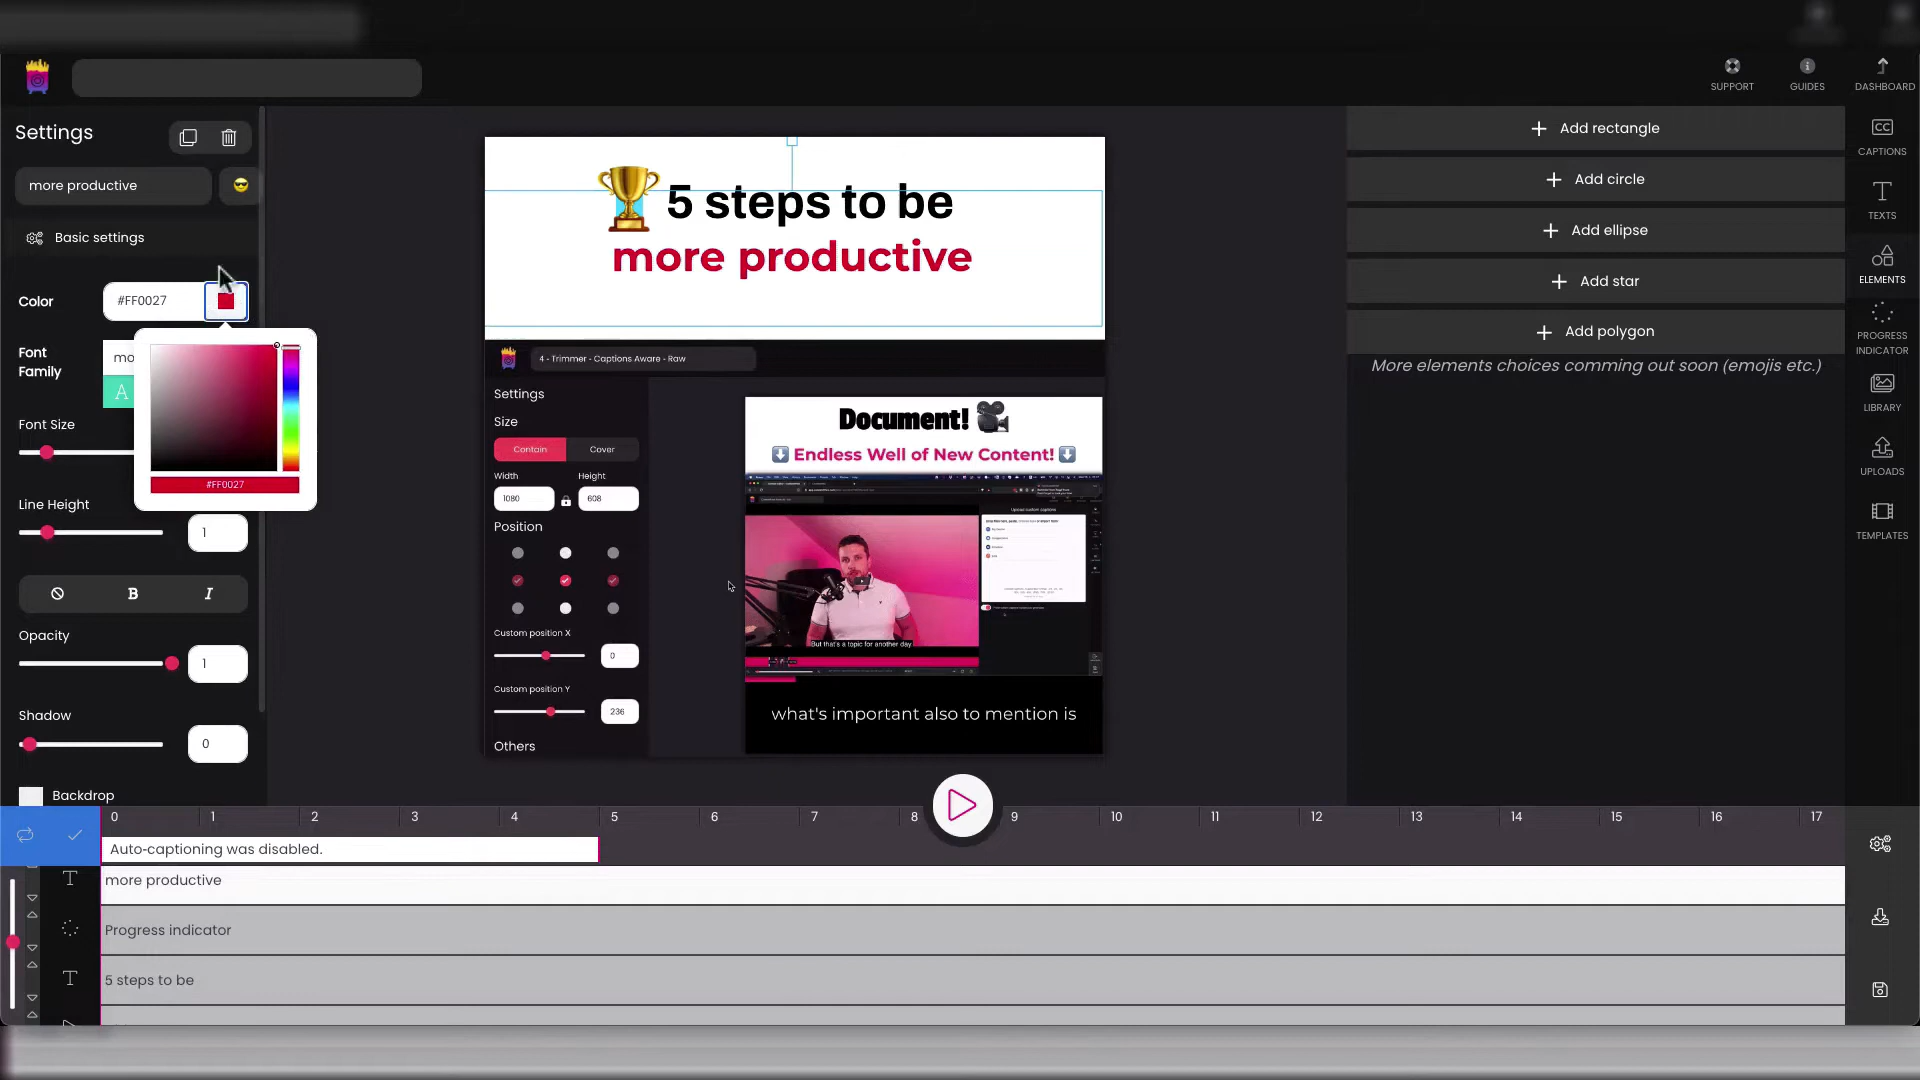 SUPPORT
GUIDES
DASHBOARD
Settings
more productive
Basic settings
Color
#FF0027
Font
Family
mo
A
#FF0027
Font Size
Line Height
1
B
I
Opacity
1
Shadow
0
Backdrop
5 steps to be
more productive
4 - Trimmer - Captions Aware - Raw
Settings
Size
Contain
Cover
Width
Height
1080
608
Position
Custom position X
0
Custom position Y
236
Others
Document!
Endless Well of New Content!
But that's a topic for another day
what's important also to mention is
Add rectangle
Add circle
Add ellipse
Add star
Add polygon
More elements choices comming out soon (emojis etc.)
CC
CAPTIONS
T
TEXTS
ELEMENTS
PROGRESS
INDICATOR
LIBRARY
UPLOADS
TEMPLATES
0 1 2 3 4 5 6 7 8 9 10 11 12 13 14 15 16 17
Auto-captioning was disabled.
T more productive
Progress indicator
T 5 steps to be